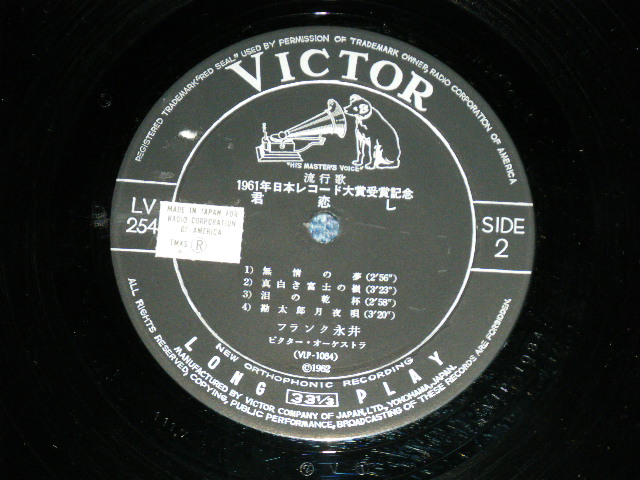 REGISTERED TRADEMARK "RED SEAL" USED BY PERMISSION OF "TRADEMARK OWNER, RADIO CORPORATION OF AMERICA
VICTOR
"HIS MASTER'S VOICE"
流行歌
1961年日本レコード大賞受賞記念
君恋し
LV
254
MADE IN JAPAN FOR
RADIO CORPORATION
OF AMERICA
TMKS Ⓡ
SIDE
2
1) 無情の夢 (2'56")
2) 真白き富士の嶺 (3'23")
3) 泪の乾杯 (2'58")
4) 勘太郎月夜唄 (3'20")
フランク永井
ビクター・オーケストラ
(VLP-1084)
©1962
NEW ORTHOPHONIC RECORDING
LONG 33⅓ PLAY
MANUFACTURED BY VICTOR COMPANY OF JAPAN, LTD., YOKOHAMA, JAPAN.
ALL RIGHTS RESERVED, COPYING, PUBLIC PERFORMANCE, BROADCASTING OF THESE RECORDS ARE FORBIDDEN.